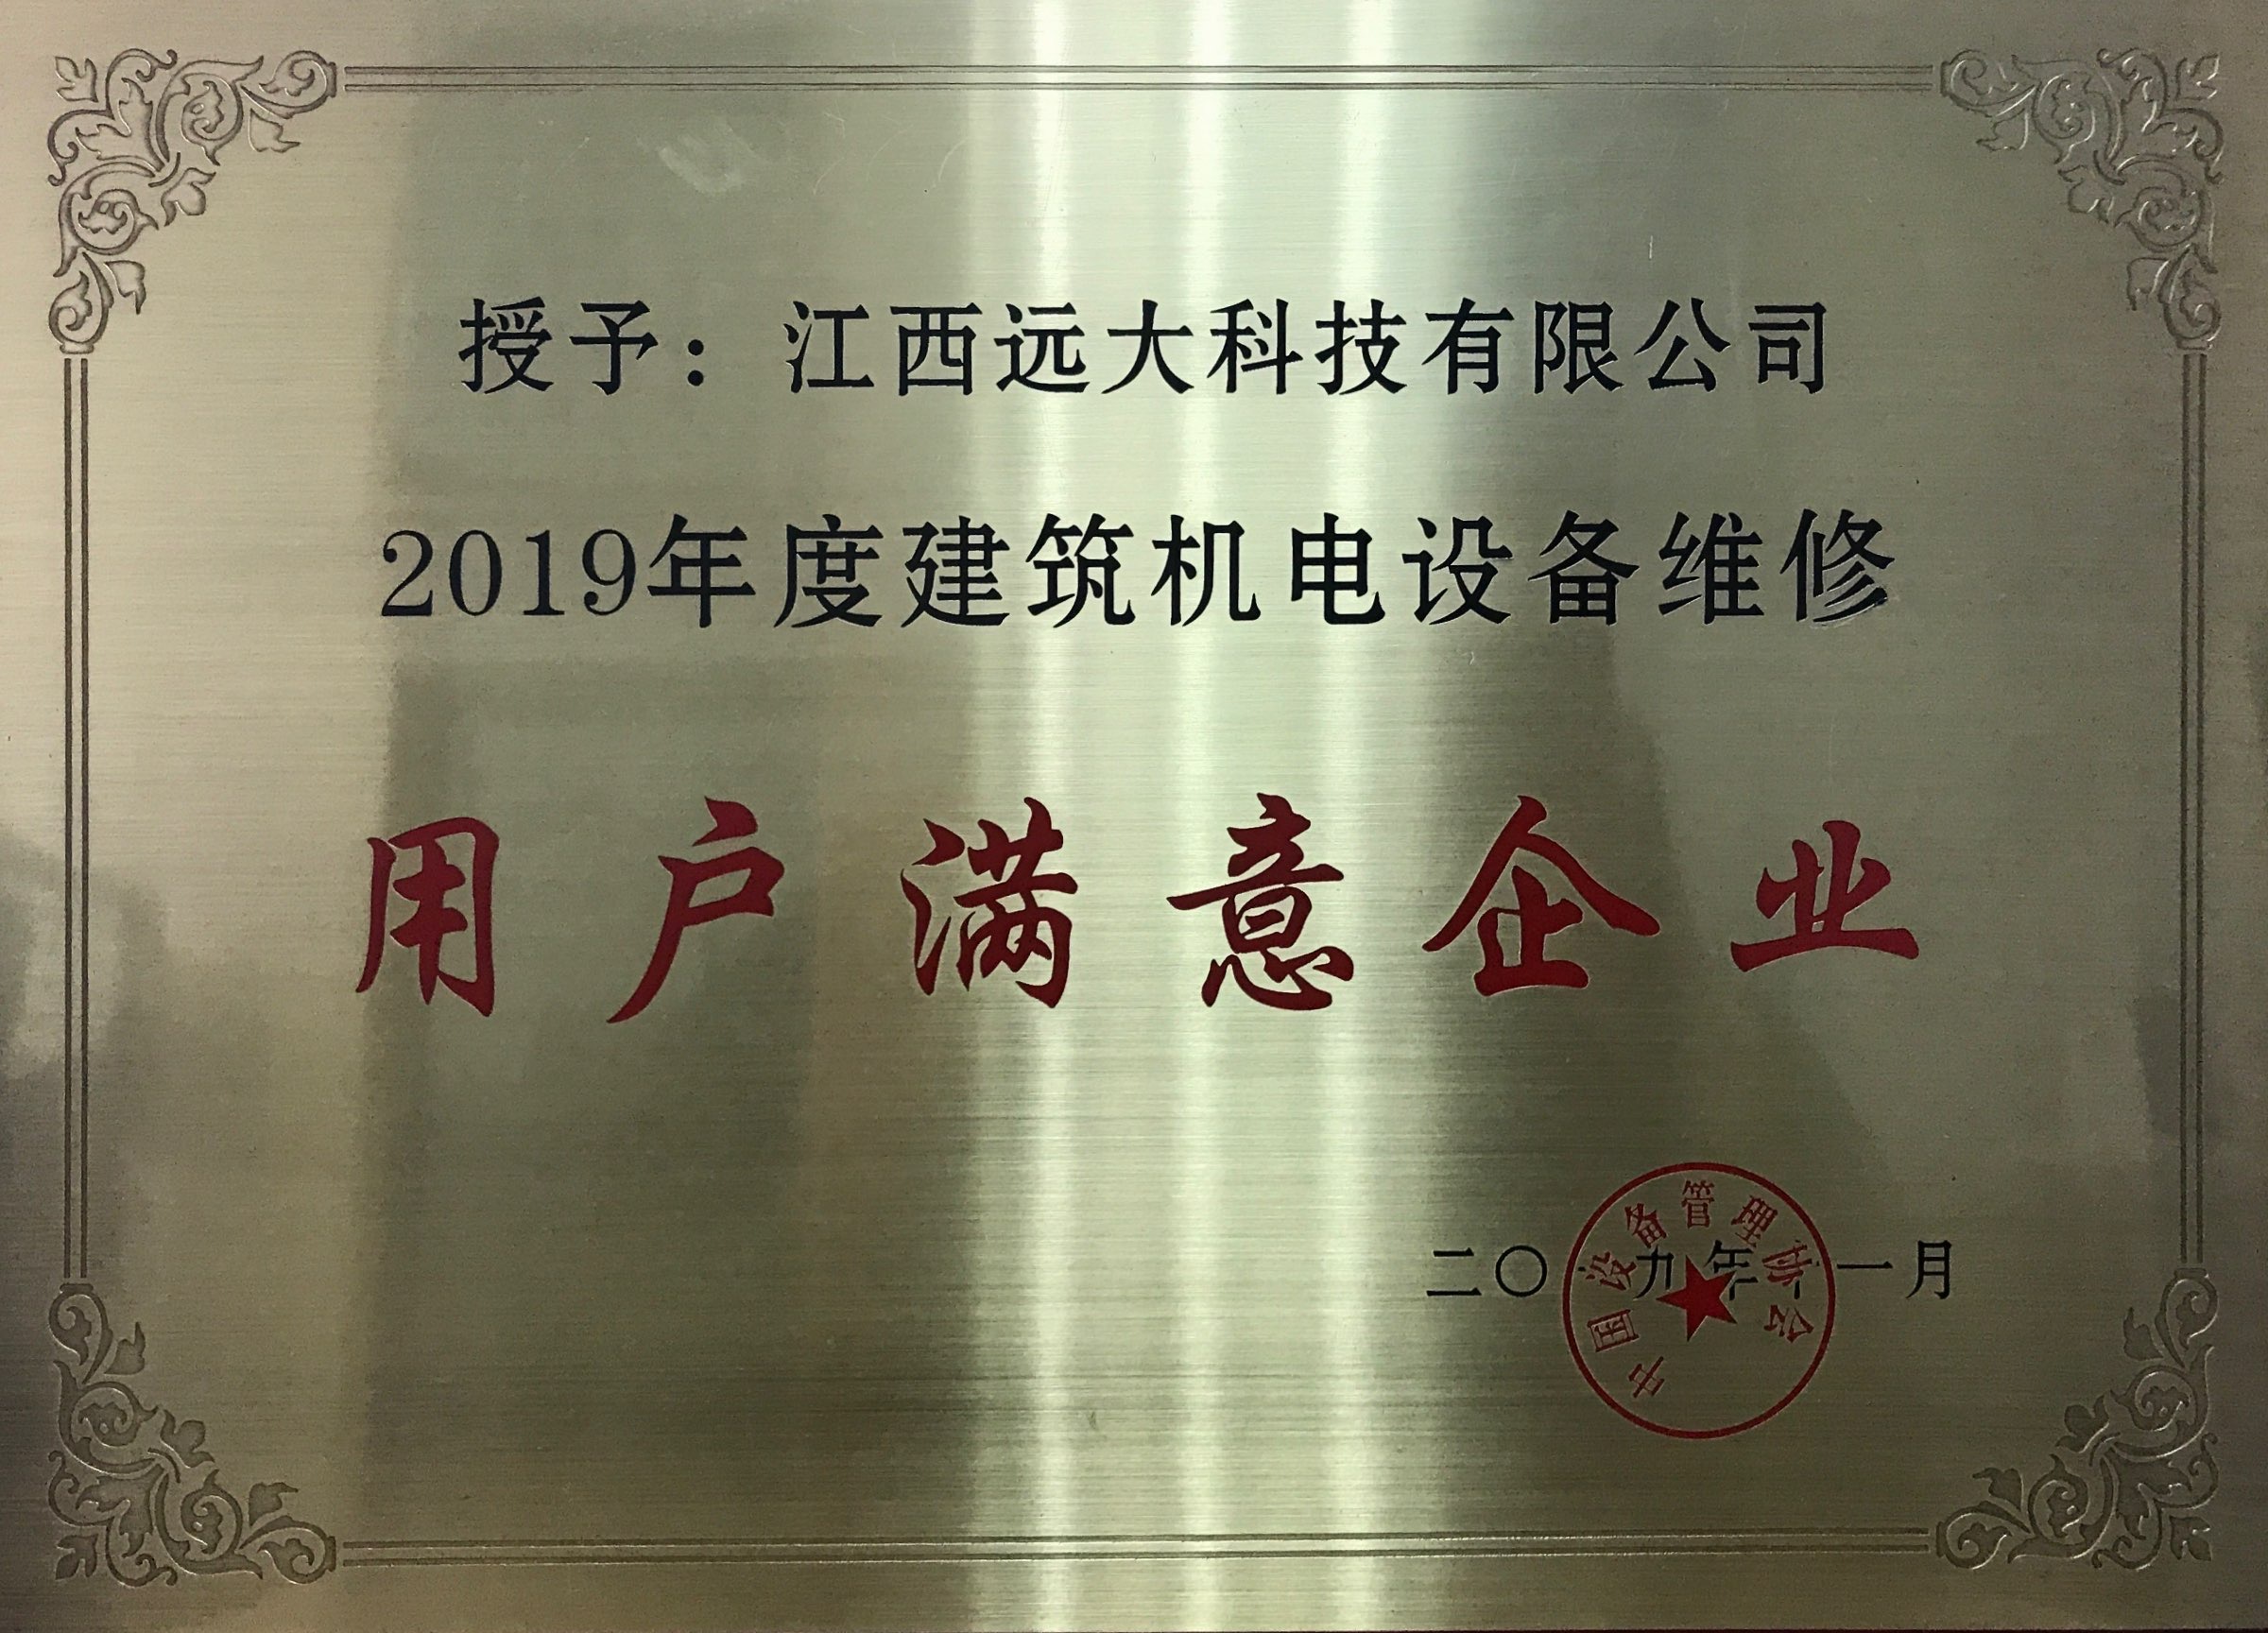 授予：江西远大科技有限公司
2019年度建筑机电设备维修
用户满意企业
中国设备管理协会
二〇一九年十一月